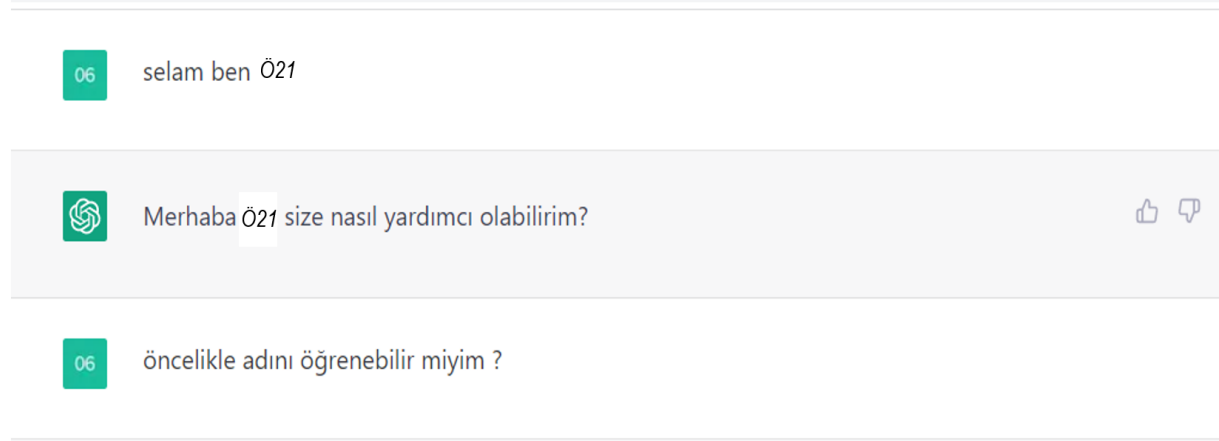 06 selam ben Ö21
Merhaba Ö21 size nasıl yardımcı olabilirim?
06 öncelikle adını öğrenebilir miyim ?